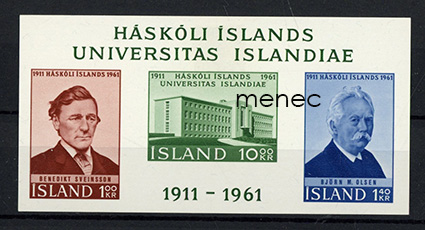 HÁSKÓLI ÍSLANDS
UNIVERSITAS ISLANDIAE
1911 HÁSKÓLI ÍSLANDS 1961
BENEDIKT SVEINSSON
ÍSLAND 1.00 KR
1911 HÁSKÓLI ÍSLANDS 1961
UNIVERSITAS ISLANDIAE
menec
ÍSLAND 10.00 KR
1911 HÁSKÓLI ÍSLANDS 1961
BJÖRN M. ÓLSEN
ÍSLAND 1.40 KR
1911 - 1961